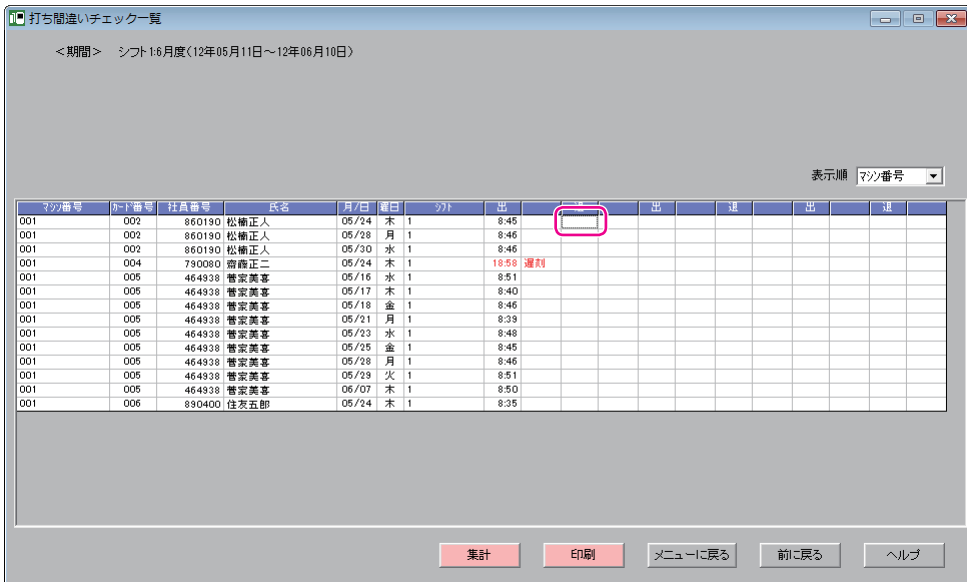 打ち間違いチェック一覧
＜期間＞ シフト1:6月度(12年05月11日～12年06月10日)
表示順 マシン番号
マシン番号 カード番号 社員番号 氏名 月/日 曜日 シフト 出 退 出 退 出 退
001 002 860190 松楠正人 05/24 木 1 8:45
001 002 860190 松楠正人 05/28 月 1 8:46
001 002 860190 松楠正人 05/30 水 1 8:46
001 004 790080 齋藤正二 05/24 木 1 18:58 遅刻
001 005 464938 菅家美喜 05/16 水 1 8:51
001 005 464938 菅家美喜 05/17 木 1 8:40
001 005 464938 菅家美喜 05/18 金 1 8:46
001 005 464938 菅家美喜 05/21 月 1 8:39
001 005 464938 菅家美喜 05/23 水 1 8:48
001 005 464938 菅家美喜 05/25 金 1 8:45
001 005 464938 菅家美喜 05/28 月 1 8:46
001 005 464938 菅家美喜 05/29 火 1 8:51
001 005 464938 菅家美喜 06/07 木 1 8:50
001 006 890400 住友五郎 05/24 木 1 8:35
集計 印刷 メニューに戻る 前に戻る ヘルプ